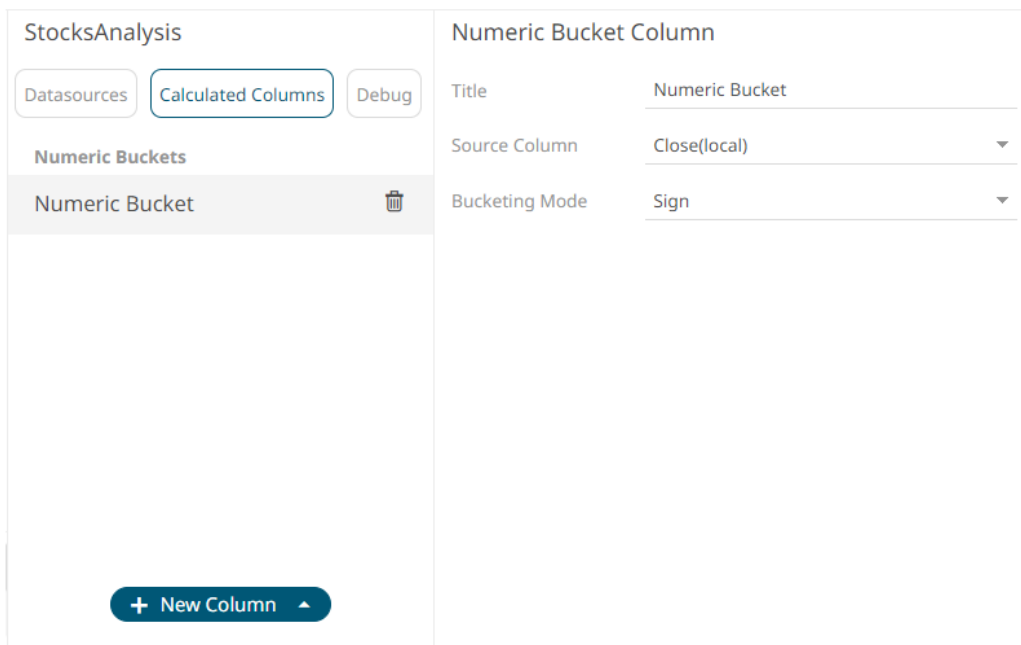 StocksAnalysis
Datasources Calculated Columns Debug
Numeric Buckets
Numeric Bucket
+ New Column
Numeric Bucket Column
Title Numeric Bucket
Source Column Close(local)
Bucketing Mode Sign